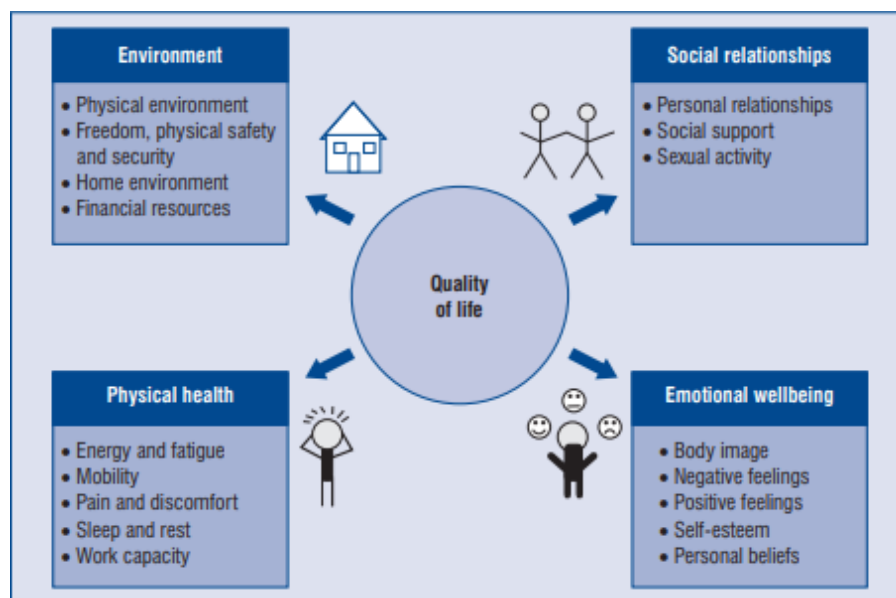 Environment
• Physical environment
• Freedom, physical safety
and security
• Home environment
• Financial resources
Social relationships
• Personal relationships
• Social support
• Sexual activity
Quality
of life
Physical health
• Energy and fatigue
• Mobility
• Pain and discomfort
• Sleep and rest
• Work capacity
Emotional wellbeing
• Body image
• Negative feelings
• Positive feelings
• Self-esteem
• Personal beliefs